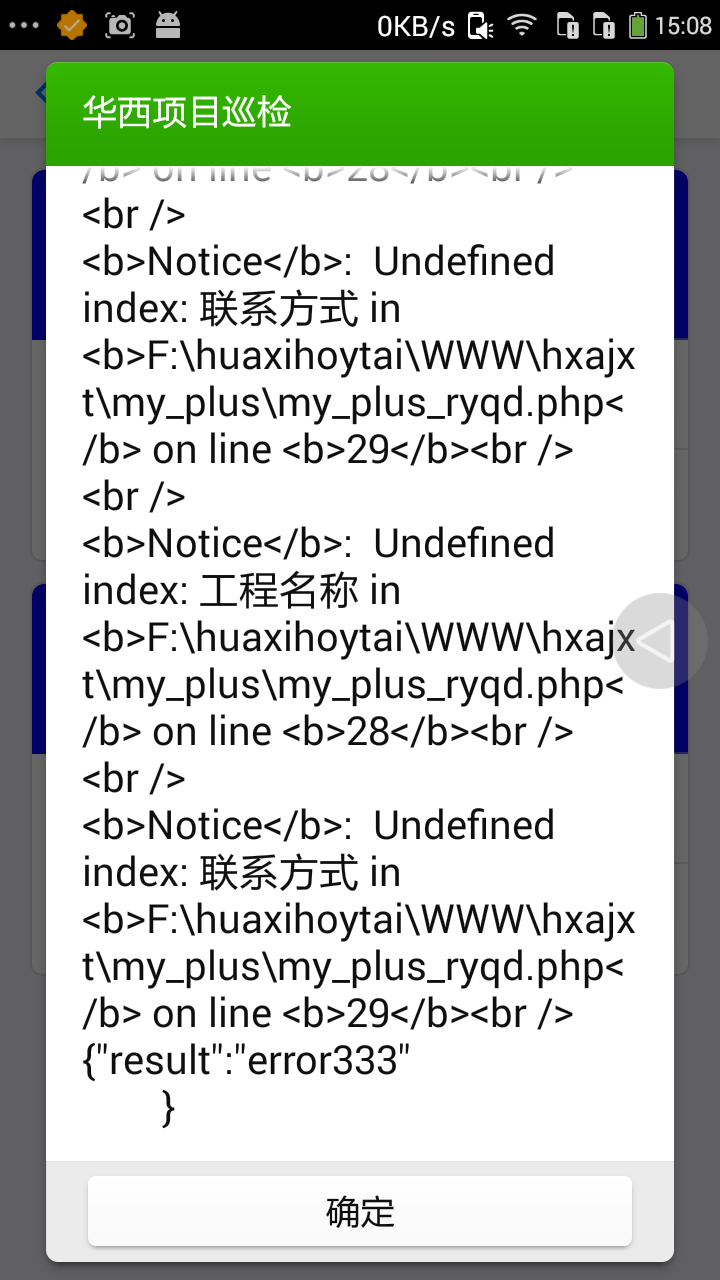 0KB/s 15:08
华西项目巡检
/b> on line <b>28</b><br />
<br />
<b>Notice</b>:  Undefined
index: 联系方式 in
<b>F:\huaxihoytai\WWW\hxajx
t\my_plus\my_plus_ryqd.php<
/b> on line <b>29</b><br />
<br />
<b>Notice</b>:  Undefined
index: 工程名称 in
<b>F:\huaxihoytai\WWW\hxajx
t\my_plus\my_plus_ryqd.php<
/b> on line <b>28</b><br />
<br />
<b>Notice</b>:  Undefined
index: 联系方式 in
<b>F:\huaxihoytai\WWW\hxajx
t\my_plus\my_plus_ryqd.php<
/b> on line <b>29</b><br />
{"result":"error333"
}
确定